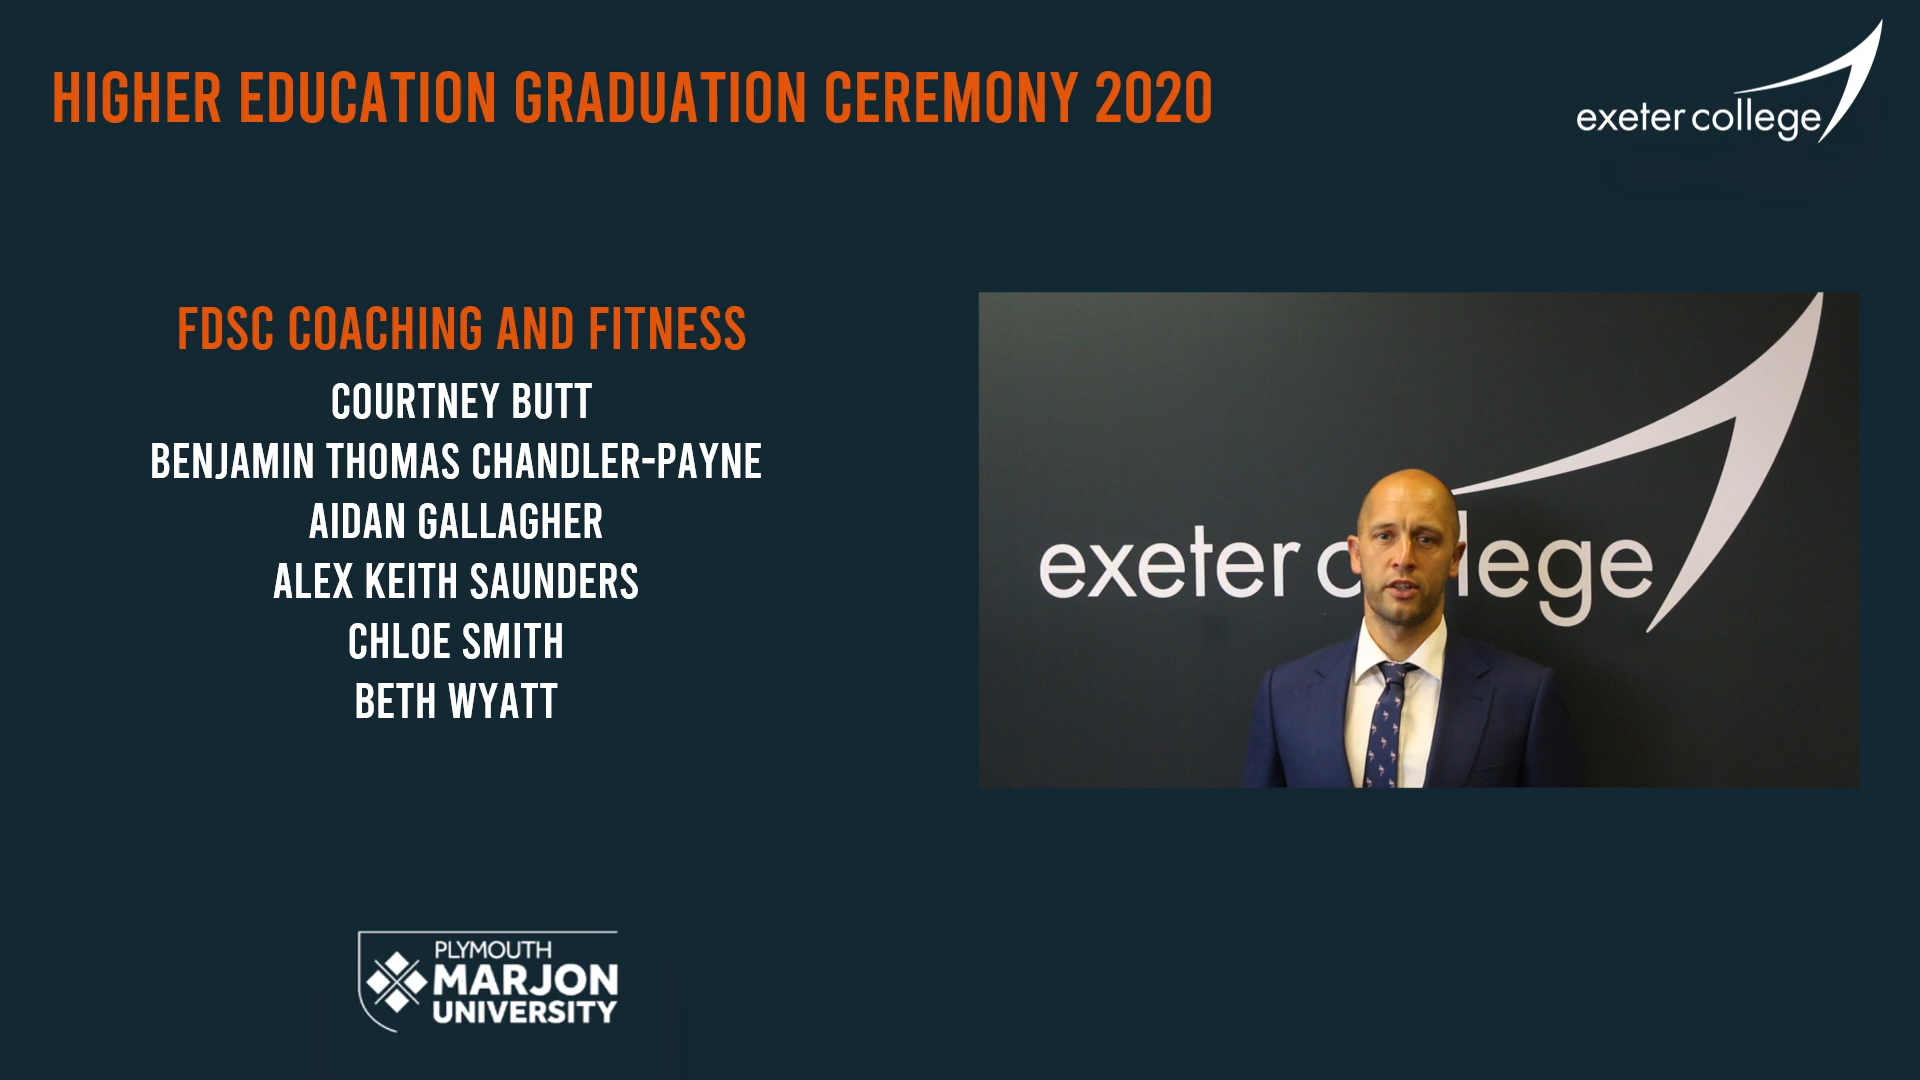 HIGHER EDUCATION GRADUATION CEREMONY 2020
exeter college
FDSC COACHING AND FITNESS
COURTNEY BUTT
BENJAMIN THOMAS CHANDLER-PAYNE
AIDAN GALLAGHER
ALEX KEITH SAUNDERS
CHLOE SMITH
BETH WYATT
exeter c lege
PLYMOUTH
MARJON
UNIVERSITY